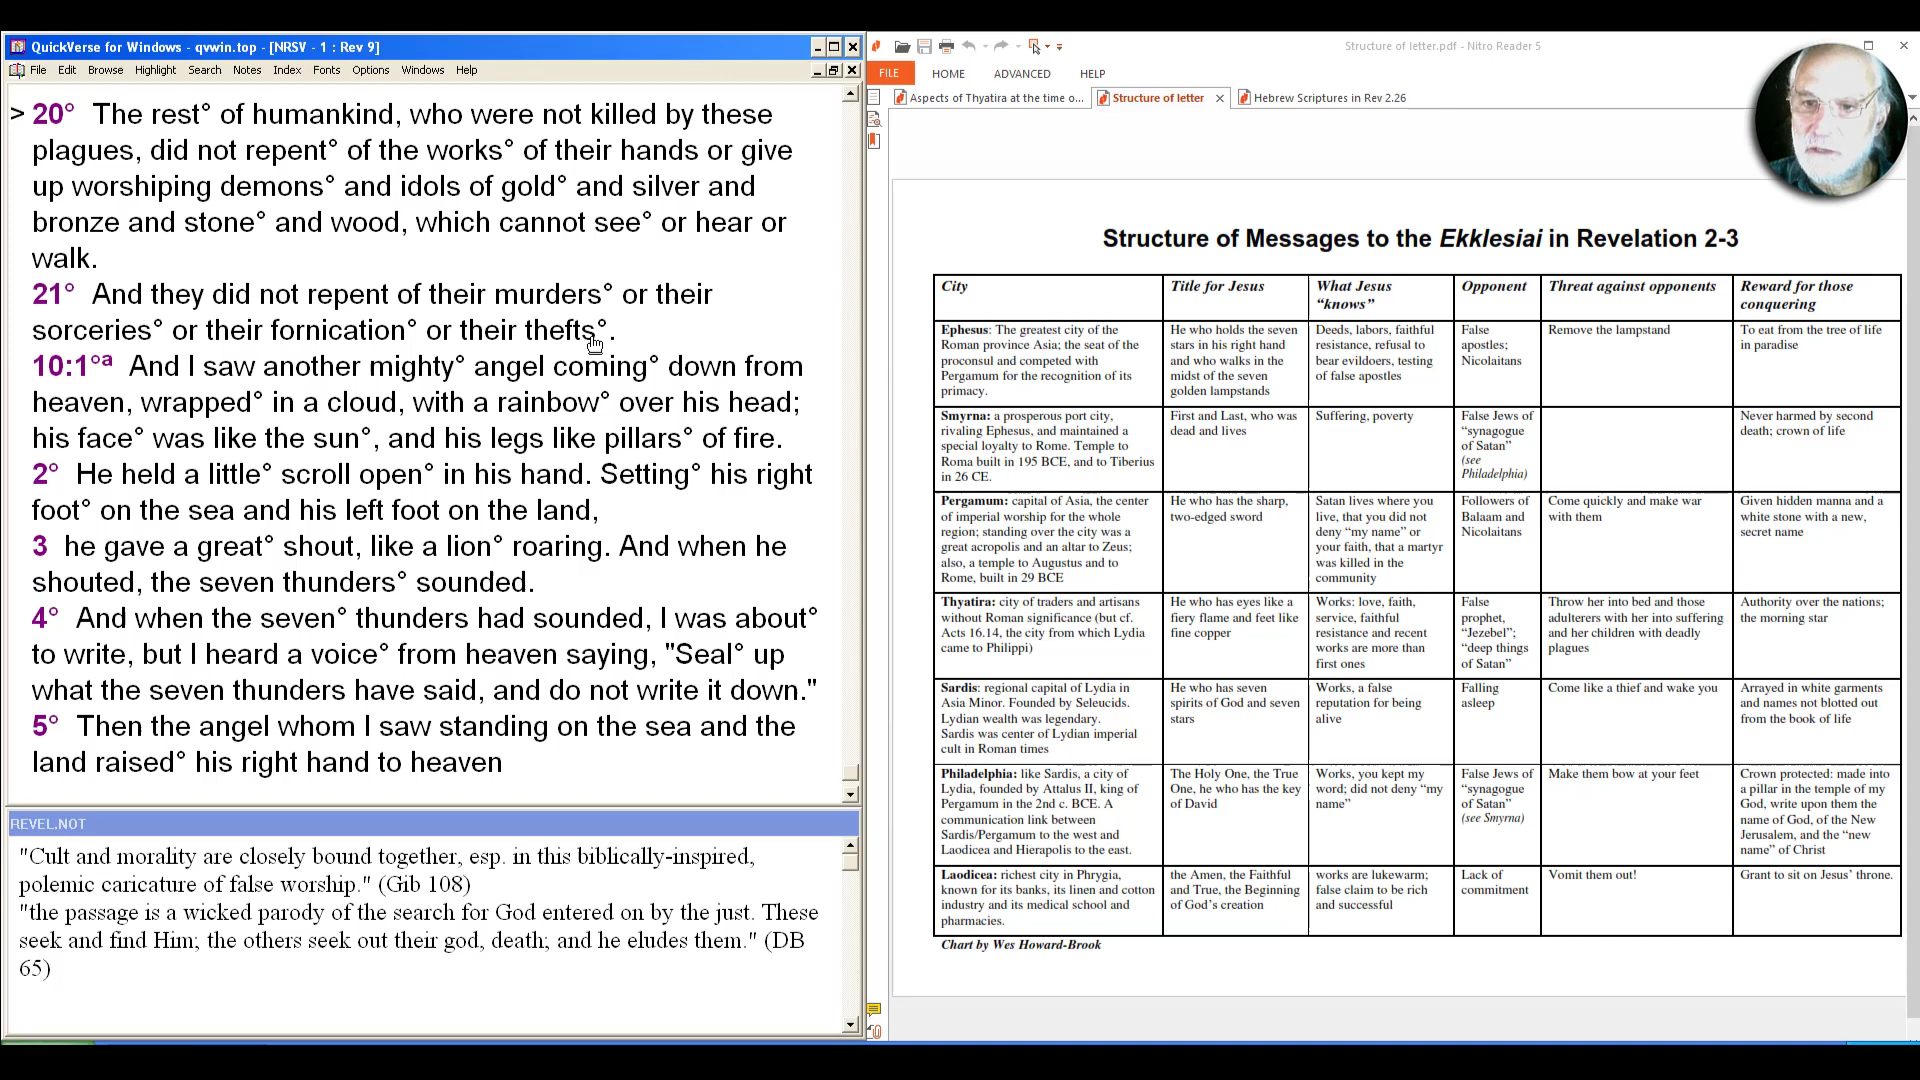 QuickVerse for Windows - qvwin.top - [NRSV - 1 : Rev 9]
File Edit Browse Highlight Search Notes Index Fonts Options Windows Help
> 20° The rest° of humankind, who were not killed by these
plagues, did not repent° of the works° of their hands or give
up worshiping demons° and idols of gold° and silver and
bronze and stone° and wood, which cannot see° or hear or
walk.
21° And they did not repent of their murders° or their
sorceries° or their fornication° or their thefts°.
10:1°a And I saw another mighty° angel coming° down from
heaven, wrapped° in a cloud, with a rainbow° over his head;
his face° was like the sun°, and his legs like pillars° of fire.
2° He held a little° scroll open° in his hand. Setting° his right
foot° on the sea and his left foot on the land,
3 he gave a great° shout, like a lion° roaring. And when he
shouted, the seven thunders° sounded.
4° And when the seven° thunders had sounded, I was about°
to write, but I heard a voice° from heaven saying, "Seal° up
what the seven thunders have said, and do not write it down."
5° Then the angel whom I saw standing on the sea and the
land raised° his right hand to heaven
REVEL.NOT
"Cult and morality are closely bound together, esp. in this biblically-inspired,
polemic caricature of false worship." (Gib 108)
"the passage is a wicked parody of the search for God entered on by the just. These
seek and find Him; the others seek out their god, death; and he eludes them." (DB
65)
Structure of letter.pdf - Nitro Reader 5
FILE HOME ADVANCED HELP
Aspects of Thyatira at the time o... Structure of letter Hebrew Scriptures in Rev 2.26
Structure of Messages to the Ekklesiai in Revelation 2-3
City
Title for Jesus
What Jesus
“knows”
Opponent
Threat against opponents
Reward for those
conquering
Ephesus: The greatest city of the
Roman province Asia; the seat of the
proconsul and competed with
Pergamum for the recognition of its
primacy.
He who holds the seven
stars in his right hand
and who walks in the
midst of the seven
golden lampstands
Deeds, labors, faithful
resistance, refusal to
bear evildoers, testing
of false apostles
False
apostles;
Nicolaitans
Remove the lampstand
To eat from the tree of life
in paradise
Smyrna: a prosperous port city,
rivaling Ephesus, and maintained a
special loyalty to Rome. Temple to
Roma built in 195 BCE, and to Tiberius
in 26 CE.
First and Last, who was
dead and lives
Suffering, poverty
False Jews of
“synagogue
of Satan”
(see
Philadelphia)
Never harmed by second
death; crown of life
Pergamum: capital of Asia, the center
of imperial worship for the whole
region; standing over the city was a
great acropolis and an altar to Zeus;
also, a temple to Augustus and to
Rome, built in 29 BCE
He who has the sharp,
two-edged sword
Satan lives where you
live, that you did not
deny “my name” or
your faith, that a martyr
was killed in the
community
Followers of
Balaam and
Nicolaitans
Come quickly and make war
with them
Given hidden manna and a
white stone with a new,
secret name
Thyatira: city of traders and artisans
without Roman significance (but cf.
Acts 16.14, the city from which Lydia
came to Philippi)
He who has eyes like a
fiery flame and feet like
fine copper
Works: love, faith,
service, faithful
resistance and recent
works are more than
first ones
False
prophet,
“Jezebel”;
“deep things
of Satan”
Throw her into bed and those
adulterers with her into suffering
and her children with deadly
plagues
Authority over the nations;
the morning star
Sardis: regional capital of Lydia in
Asia Minor. Founded by Seleucids.
Lydian wealth was legendary.
Sardis was center of Lydian imperial
cult in Roman times
He who has seven
spirits of God and seven
stars
Works, a false
reputation for being
alive
Falling
asleep
Come like a thief and wake you
Arrayed in white garments
and names not blotted out
from the book of life
Philadelphia: like Sardis, a city of
Lydia, founded by Attalus II, king of
Pergamum in the 2nd c. BCE. A
communication link between
Sardis/Pergamum to the west and
Laodicea and Hierapolis to the east.
The Holy One, the True
One, he who has the key
of David
Works, you kept my
word; did not deny “my
name”
False Jews of
“synagogue
of Satan”
(see Smyrna)
Make them bow at your feet
Crown protected: made into
a pillar in the temple of my
God, write upon them the
name of God, of the New
Jerusalem, and the “new
name” of Christ
Laodicea: richest city in Phrygia,
known for its banks, its linen and cotton
industry and its medical school and
pharmacies.
the Amen, the Faithful
and True, the Beginning
of God’s creation
works are lukewarm;
false claim to be rich
and successful
Lack of
commitment
Vomit them out!
Grant to sit on Jesus’ throne.
Chart by Wes Howard-Brook